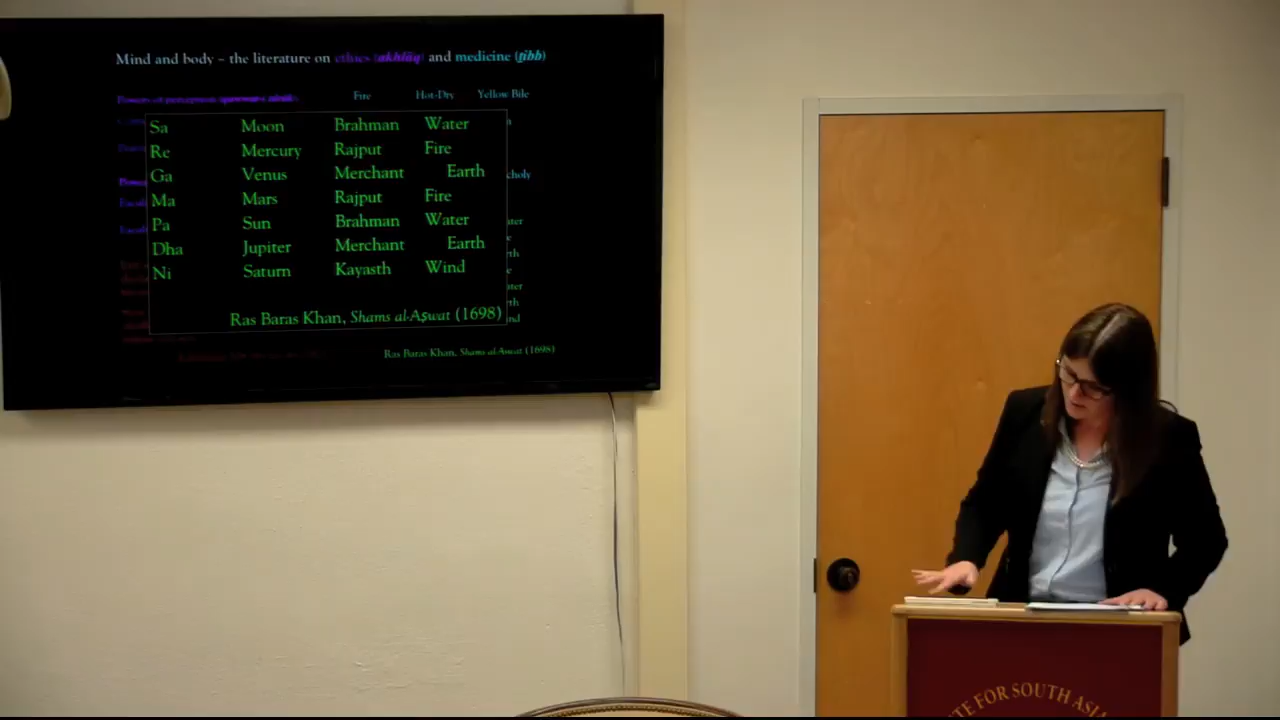 Mind and body – the literature on ethics (akhlāq) and medicine (ṭibb)
Fire Hot-Dry Yellow Bile
Sa Moon Brahman Water
Re Mercury Rajput Fire
Ga Venus Merchant Earth
Ma Mars Rajput Fire
Pa Sun Brahman Water
Dha Jupiter Merchant Earth
Ni Saturn Kayasth Wind
Ras Baras Khan, Shams al-Aṣwat (1698)
Ras Baras Khan, Shams al-Aswat (1698)
TE FOR SOUTH ASIA